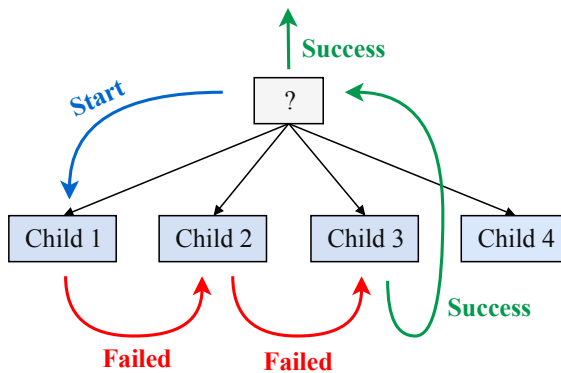 Success
Start
?
Child 1
Child 2
Child 3
Child 4
Success
Failed
Failed